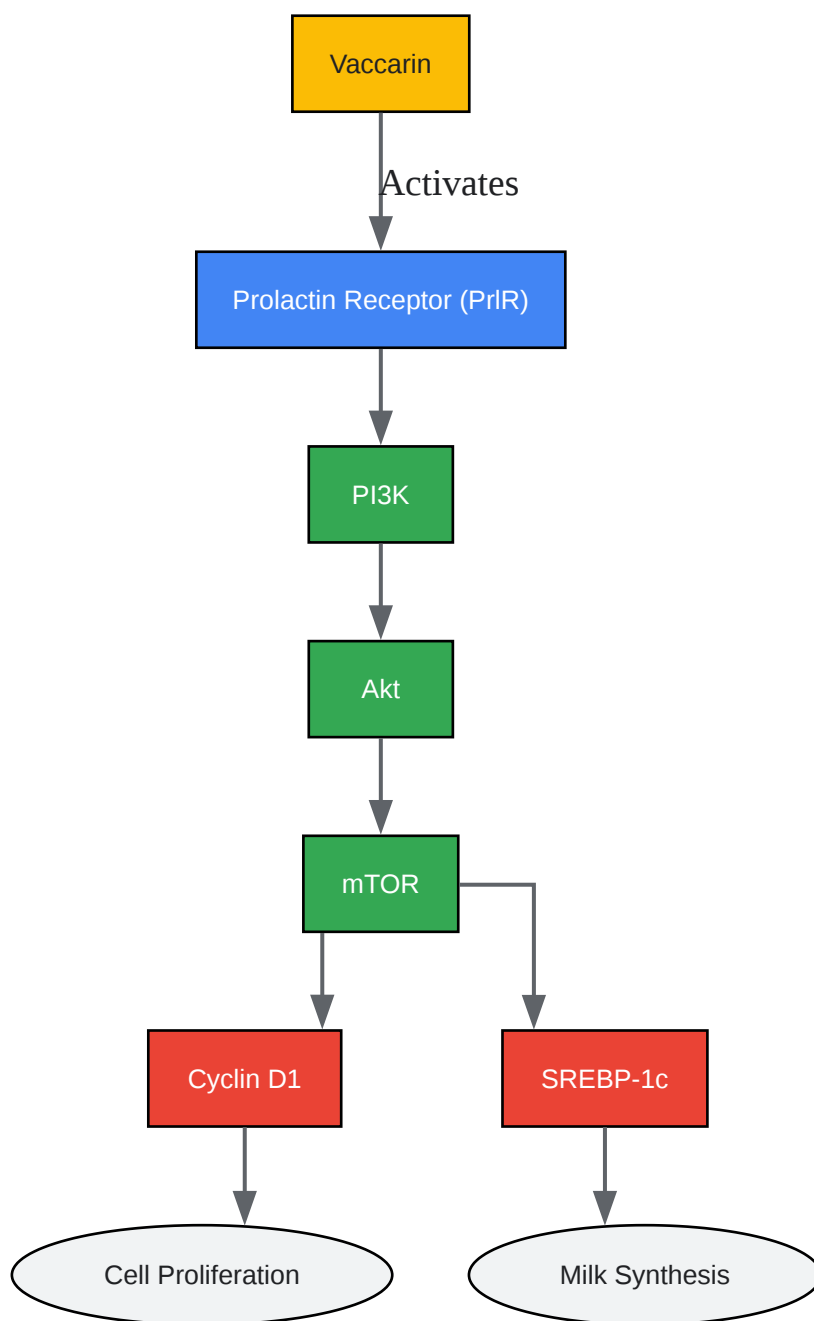 Vaccarin
Activates
Prolactin Receptor (PrlR)
PI3K
Akt
mTOR
Cyclin D1
SREBP-1c
Cell Proliferation
Milk Synthesis